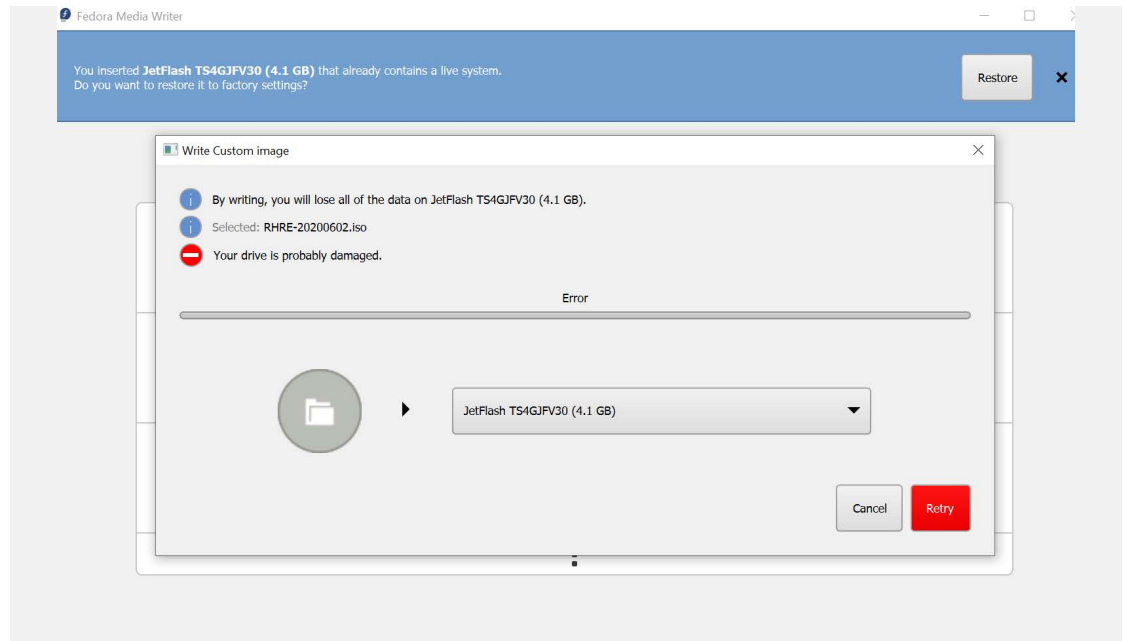 Fedora Media Writer
You inserted JetFlash TS4GJFV30 (4.1 GB) that already contains a live system.
Do you want to restore it to factory settings?
Restore
Write Custom image
By writing, you will lose all of the data on JetFlash TS4GJFV30 (4.1 GB).
Selected: RHRE-20200602.iso
Your drive is probably damaged.
Error
JetFlash TS4GJFV30 (4.1 GB)
Cancel
Retry